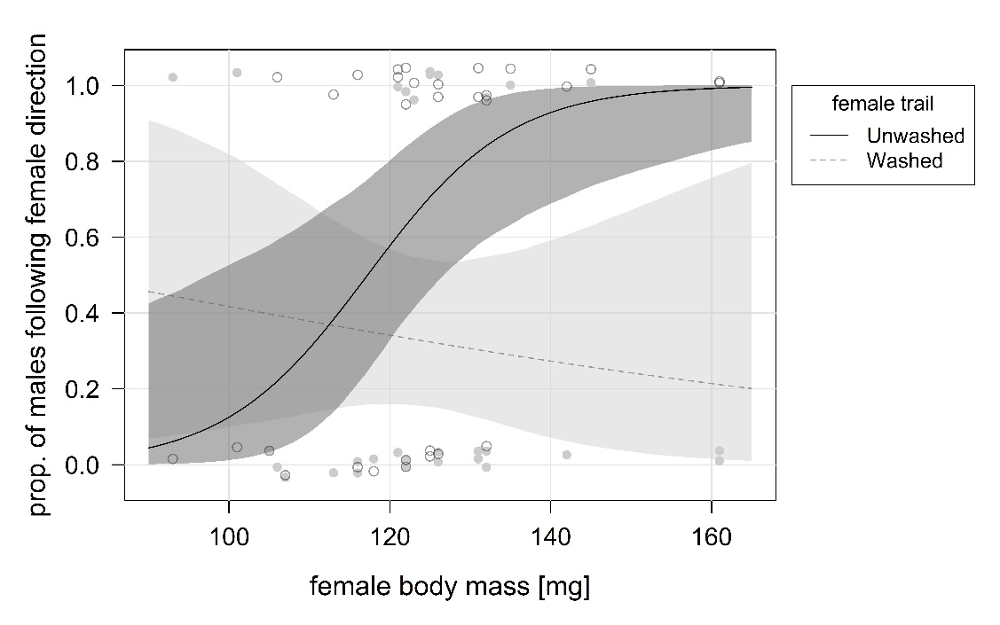 prop. of males following female direction
1.0
0.8
0.6
0.4
0.2
0.0
100 120 140 160
female body mass [mg]
female trail
Unwashed
Washed